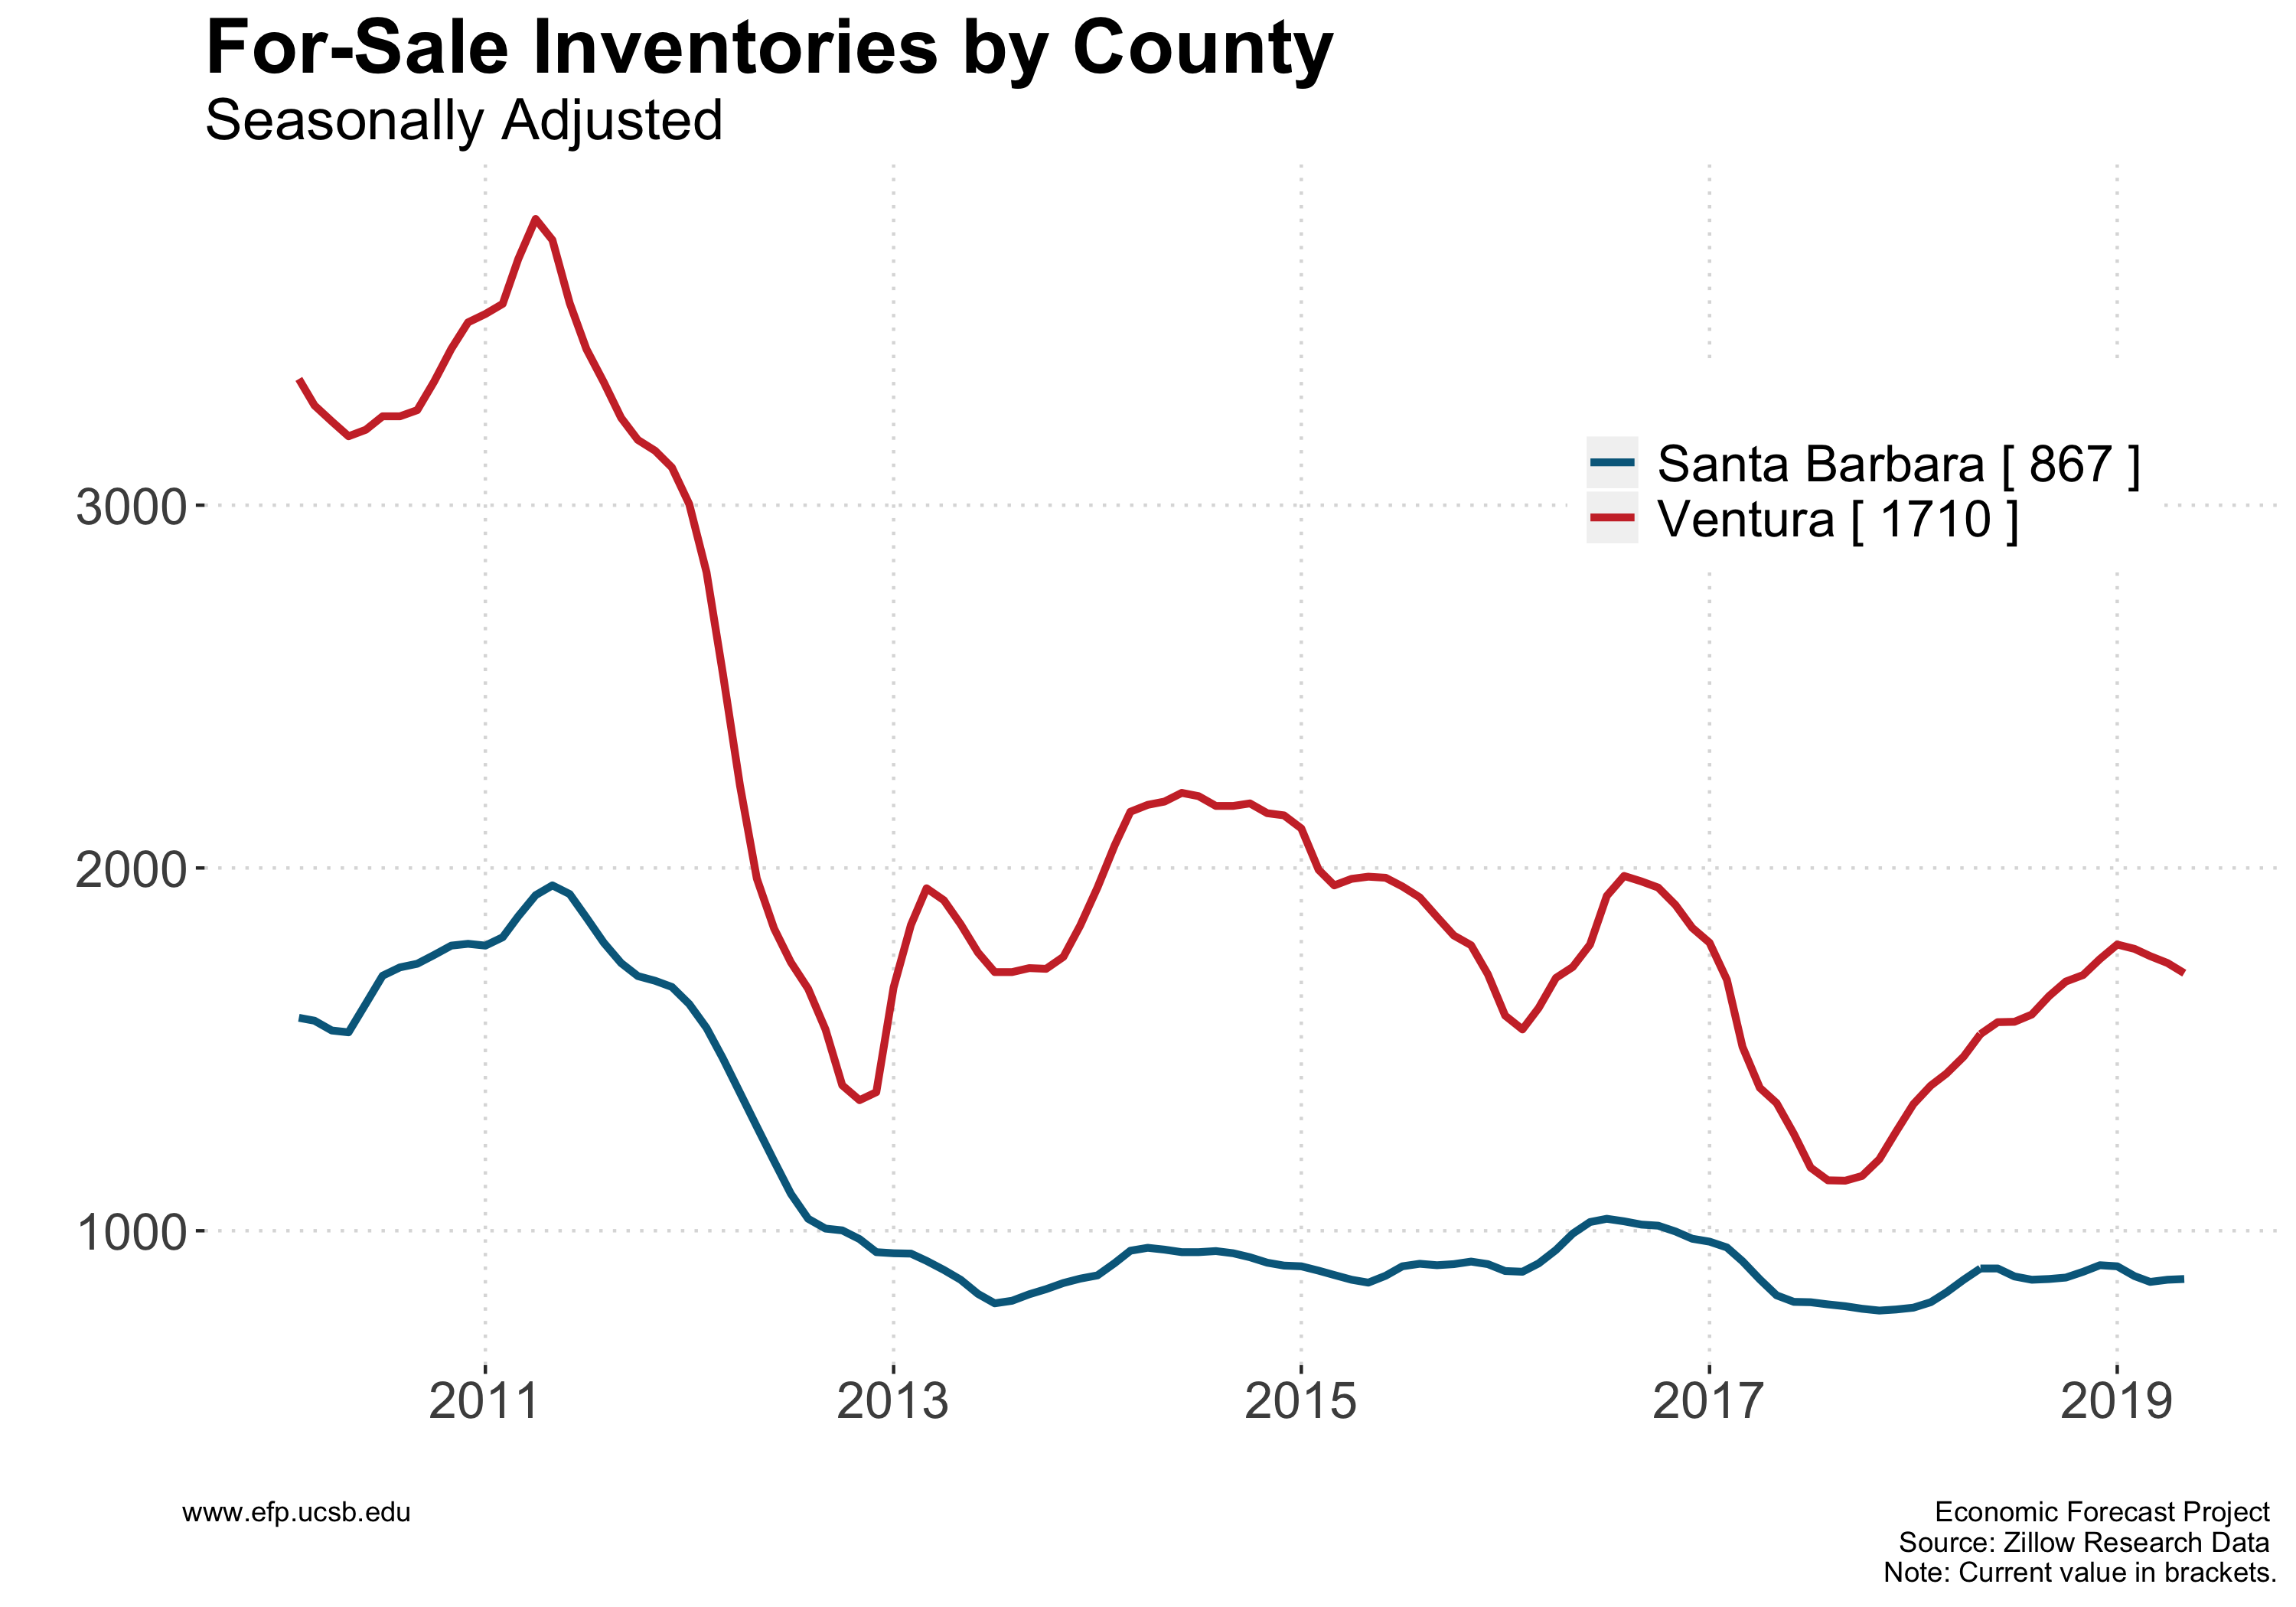 For-Sale Inventories by County
Seasonally Adjusted
3000
2000
1000
Santa Barbara [ 867 ]
Ventura [ 1710 ]
2011
2013
2015
2017
2019
www.efp.ucsb.edu
Economic Forecast Project
Source: Zillow Research Data
Note: Current value in brackets.